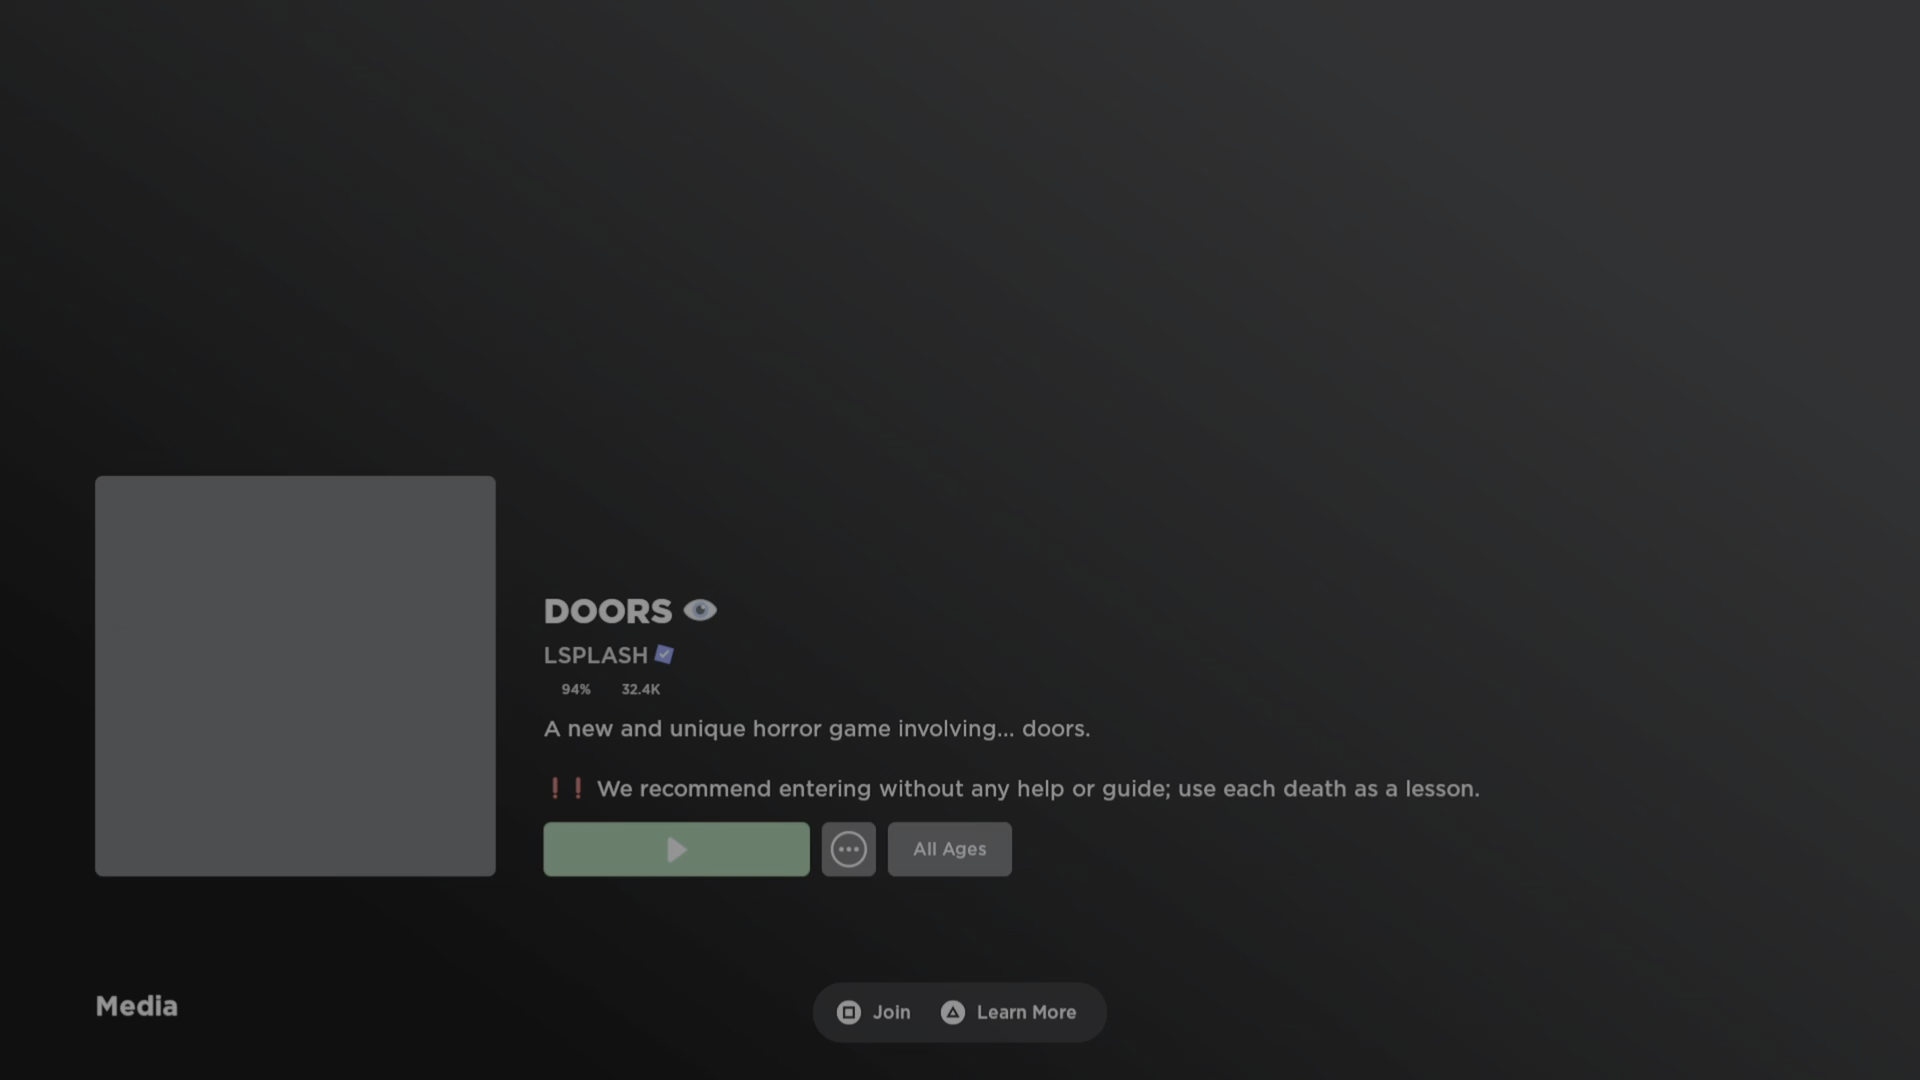 DOORS 👁️
LSPLASH
94% 32.4K
A new and unique horror game involving... doors.
❗❗ We recommend entering without any help or guide; use each death as a lesson.
All Ages
Media
Join Learn More